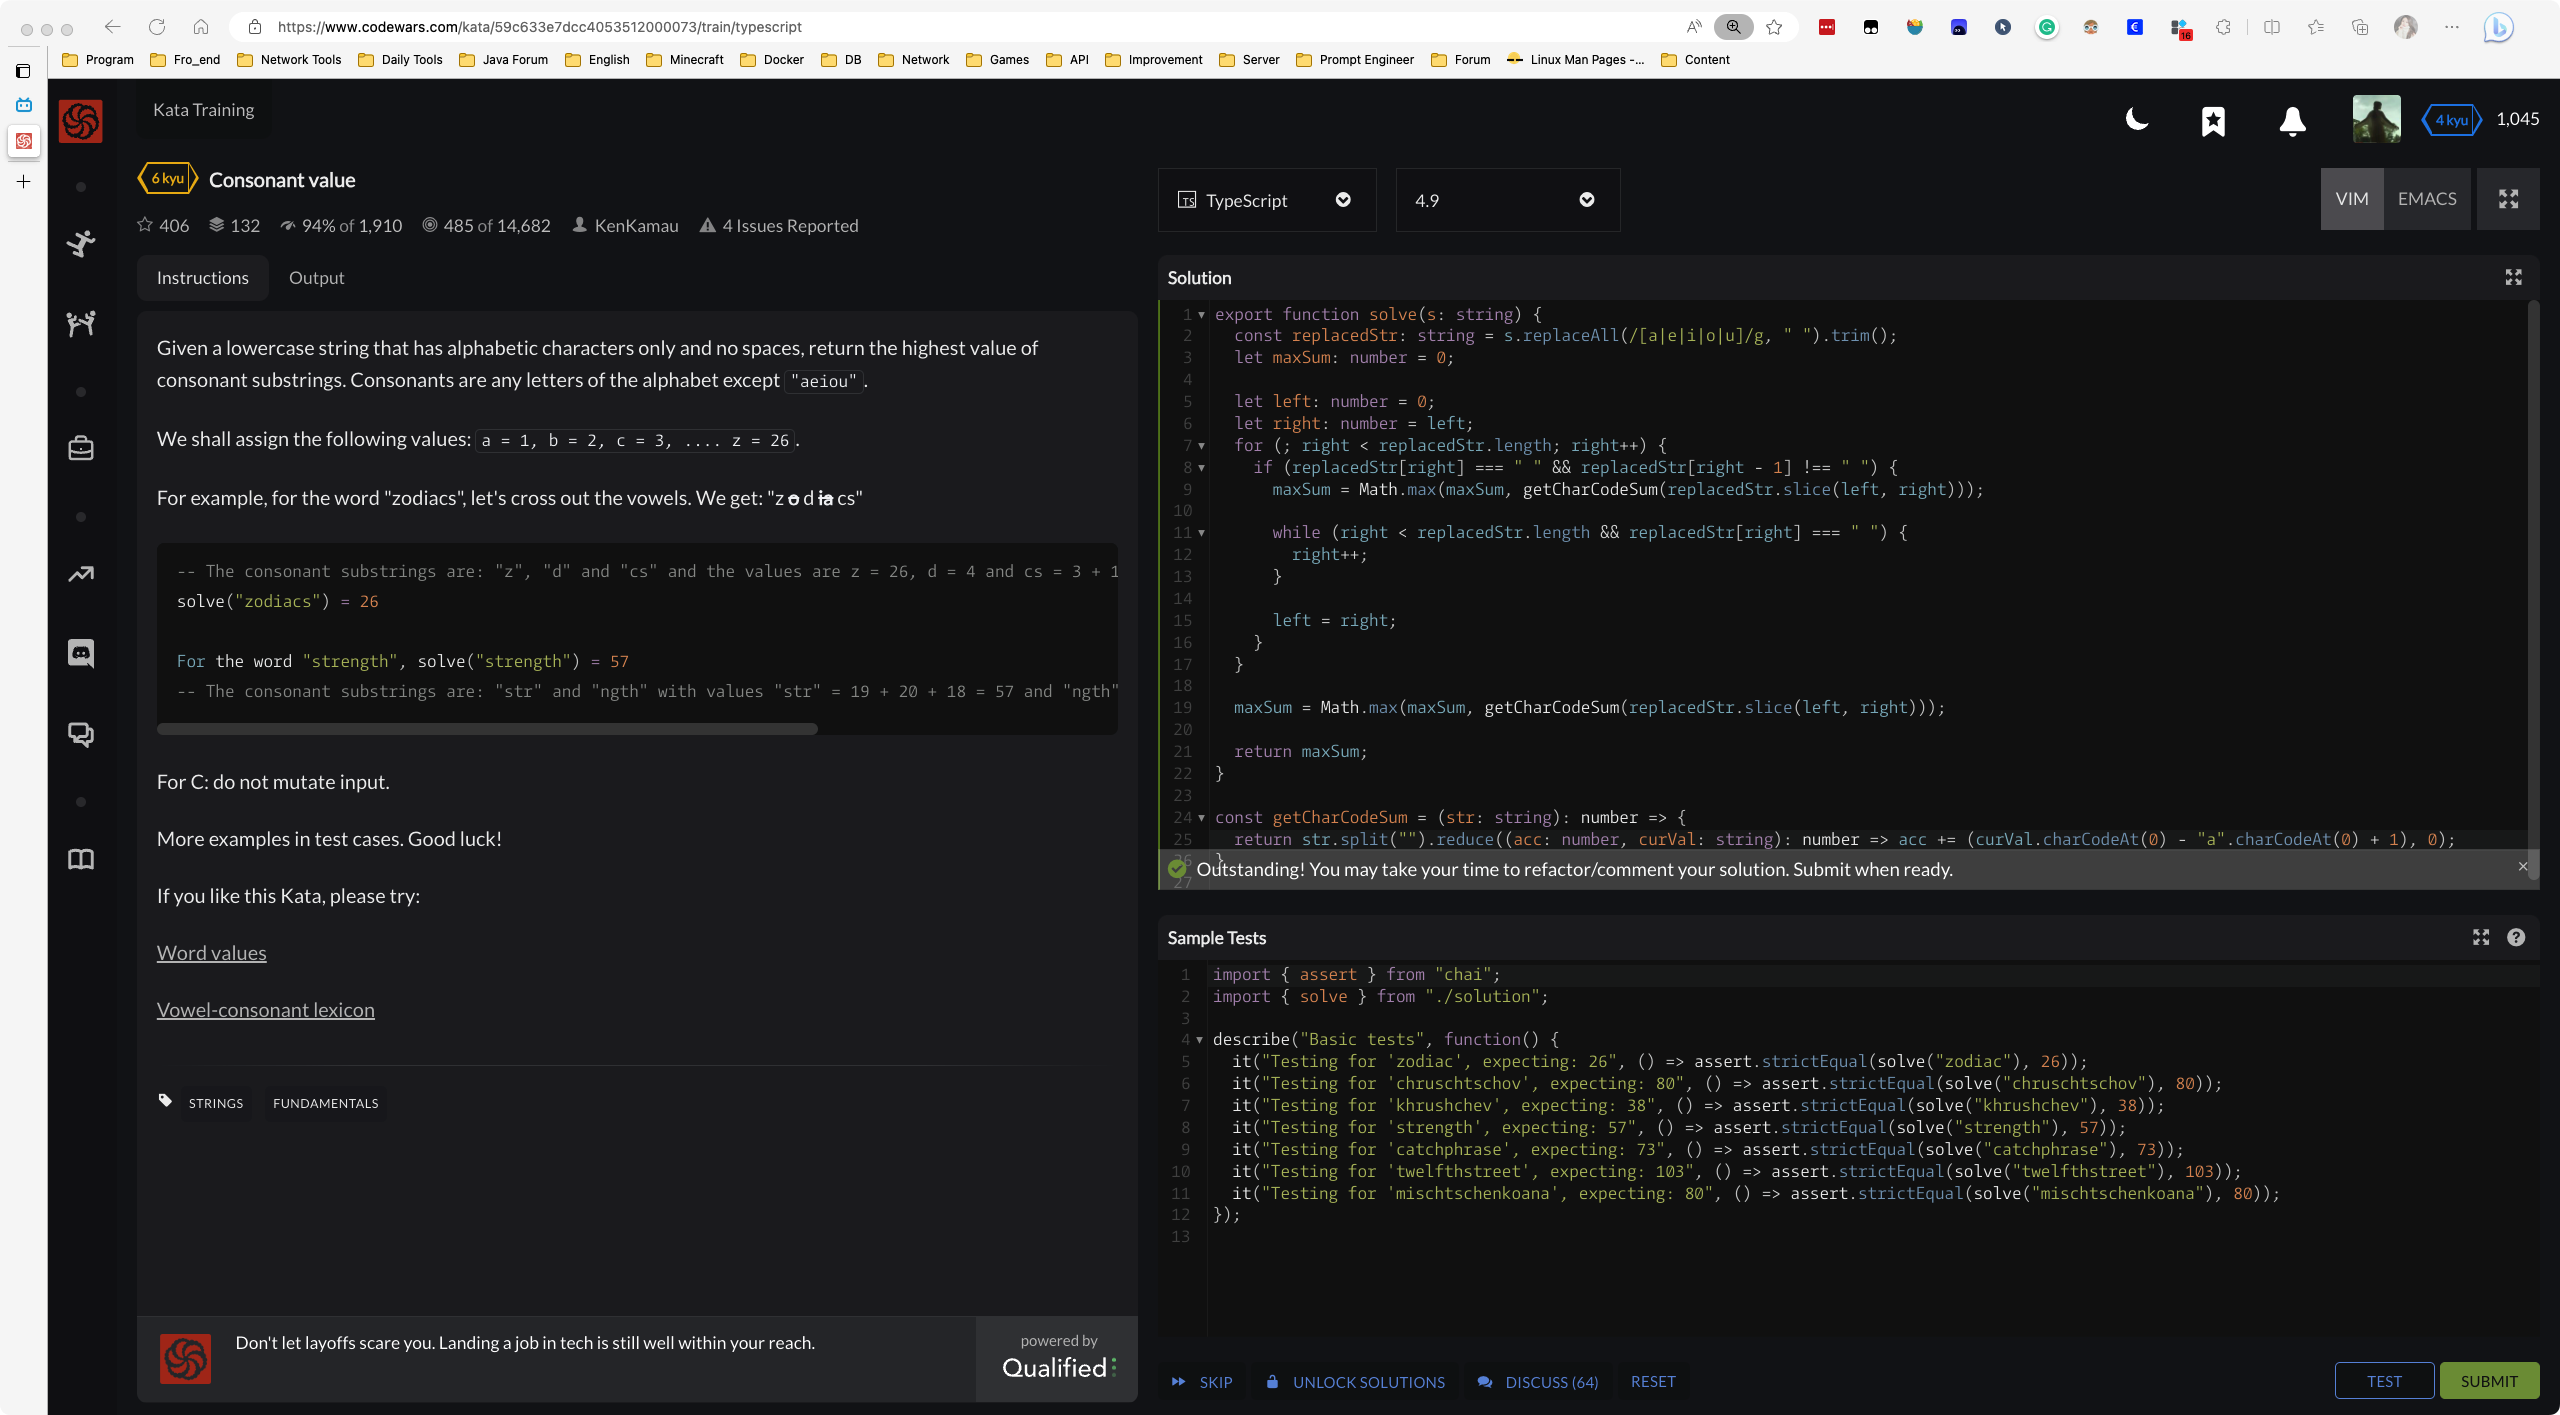 https://www.codewars.com/kata/59c633e7dcc4053512000073/train/typescript
16
Program Fro_end Network Tools Daily Tools Java Forum English Minecraft Docker DB Network Games API Improvement Server Prompt Engineer Forum Linux Man Pages -... Content
Kata Training
4 kyu 1,045
6 kyu Consonant value
406 132 94% of 1,910 485 of 14,682 KenKamau 4 Issues Reported
TypeScript 4.9 VIM EMACS
Instructions Output
Given a lowercase string that has alphabetic characters only and no spaces, return the highest value of
consonant substrings. Consonants are any letters of the alphabet except "aeiou".
We shall assign the following values: a = 1, b = 2, c = 3, .... z = 26.
For example, for the word "zodiacs", let's cross out the vowels. We get: "z o d ia cs"
-- The consonant substrings are: "z", "d" and "cs" and the values are z = 26, d = 4 and cs = 3 + 1
solve("zodiacs") = 26
For the word "strength", solve("strength") = 57
-- The consonant substrings are: "str" and "ngth" with values "str" = 19 + 20 + 18 = 57 and "ngth"
For C: do not mutate input.
More examples in test cases. Good luck!
If you like this Kata, please try:
Word values
Vowel-consonant lexicon
STRINGS FUNDAMENTALS
Don't let layoffs scare you. Landing a job in tech is still well within your reach.
powered by
Qualified
Solution
1 export function solve(s: string) {
2 const replacedStr: string = s.replaceAll(/[a|e|i|o|u]/g, " ").trim();
3 let maxSum: number = 0;
4
5 let left: number = 0;
6 let right: number = left;
7 for (; right < replacedStr.length; right++) {
8 if (replacedStr[right] === " " && replacedStr[right - 1] !== " ") {
9 maxSum = Math.max(maxSum, getCharCodeSum(replacedStr.slice(left, right)));
10
11 while (right < replacedStr.length && replacedStr[right] === " ") {
12 right++;
13 }
14
15 left = right;
16 }
17 }
18
19 maxSum = Math.max(maxSum, getCharCodeSum(replacedStr.slice(left, right)));
20
21 return maxSum;
22 }
23
24 const getCharCodeSum = (str: string): number => {
25 return str.split("").reduce((acc: number, curVal: string): number => acc += (curVal.charCodeAt(0) - "a".charCodeAt(0) + 1), 0);
26 }
Outstanding! You may take your time to refactor/comment your solution. Submit when ready.
27
Sample Tests
1 import { assert } from "chai";
2 import { solve } from "./solution";
3
4 describe("Basic tests", function() {
5 it("Testing for 'zodiac', expecting: 26", () => assert.strictEqual(solve("zodiac"), 26));
6 it("Testing for 'chruschtschov', expecting: 80", () => assert.strictEqual(solve("chruschtschov"), 80));
7 it("Testing for 'khrushchev', expecting: 38", () => assert.strictEqual(solve("khrushchev"), 38));
8 it("Testing for 'strength', expecting: 57", () => assert.strictEqual(solve("strength"), 57));
9 it("Testing for 'catchphrase', expecting: 73", () => assert.strictEqual(solve("catchphrase"), 73));
10 it("Testing for 'twelfthstreet', expecting: 103", () => assert.strictEqual(solve("twelfthstreet"), 103));
11 it("Testing for 'mischtschenkoana', expecting: 80", () => assert.strictEqual(solve("mischtschenkoana"), 80));
12 });
13
SKIP UNLOCK SOLUTIONS DISCUSS (64) RESET TEST SUBMIT